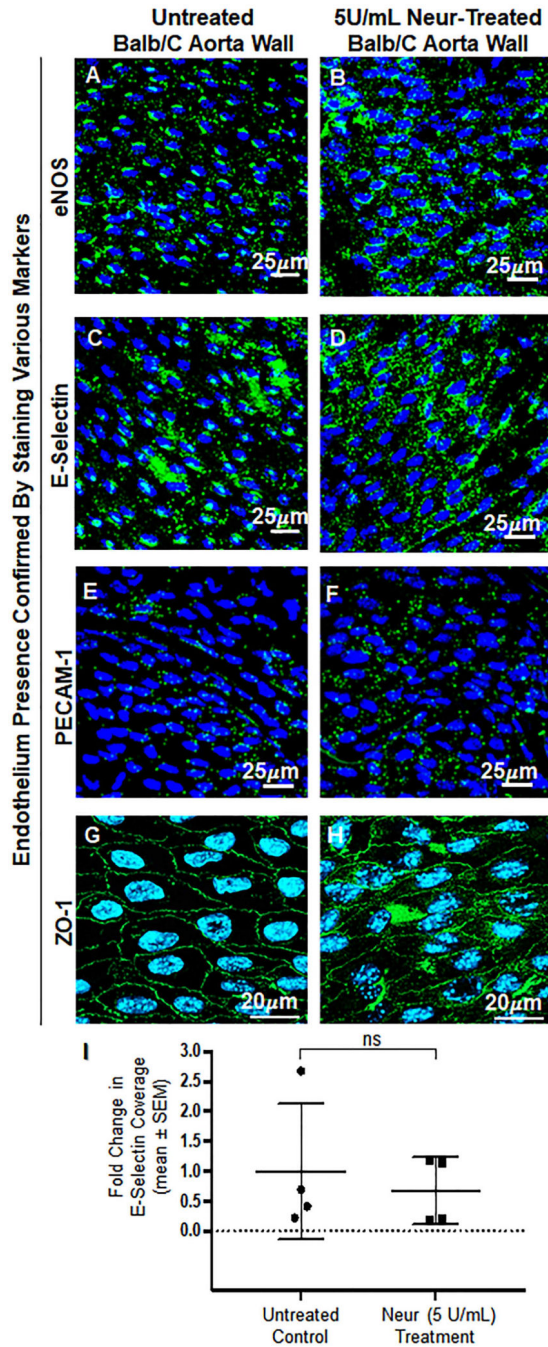 Untreated
Balb/C Aorta Wall
5U/mL Neur-Treated
Balb/C Aorta Wall
Endothelium Presence Confirmed By Staining Various Markers
eNOS
A
25μm
B
25μm
E-Selectin
C
25μm
D
25μm
PECAM-1
E
25μm
F
25μm
ZO-1
G
20μm
H
20μm
I
ns
Fold Change in
E-Selectin Coverage
(mean ± SEM)
3.0
2.5
2.0
1.5
1.0
0.5
0.0
Untreated
Control
Neur (5 U/mL)
Treatment